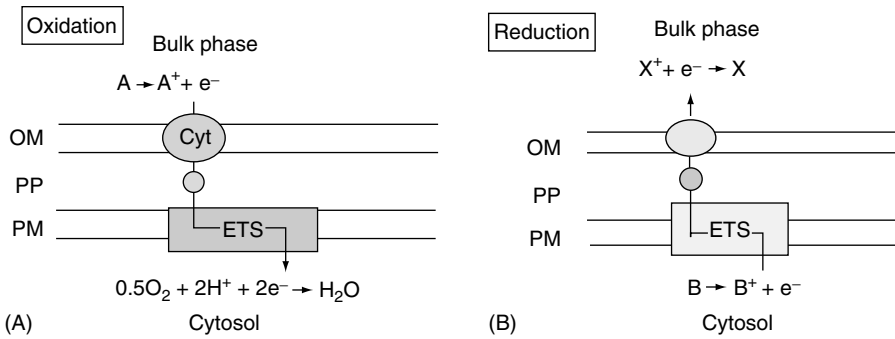 Oxidation
Bulk phase
A → A⁺ + e⁻
OM
Cyt
PP
PM
ETS
0.5O₂ + 2H⁺ + 2e⁻ → H₂O
(A)
Cytosol
Reduction
Bulk phase
X⁺ + e⁻ → X
OM
PP
PM
ETS
B → B⁺ + e⁻
(B)
Cytosol